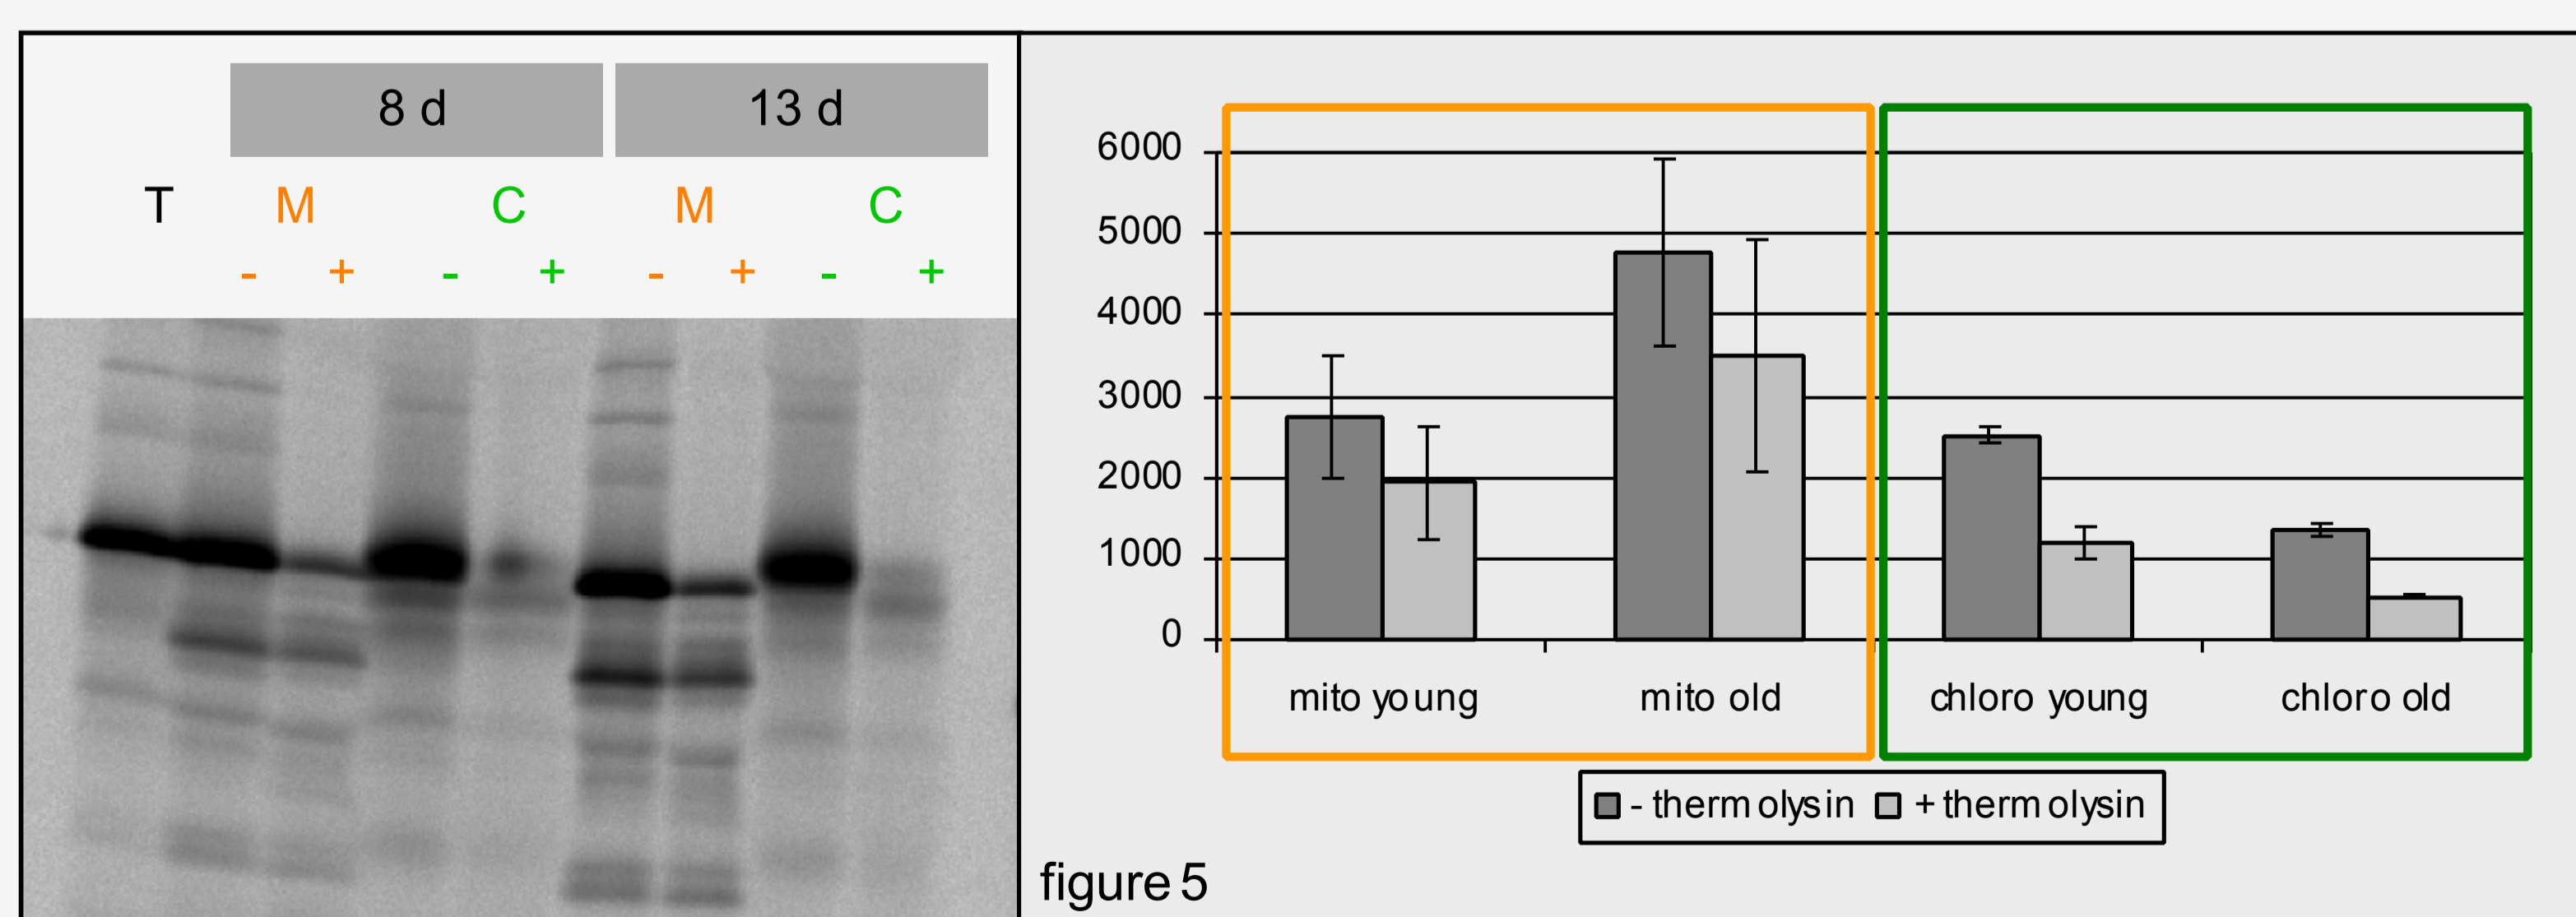 8 d 13 d
T M C M C
- + - + - + - +
6000
5000
4000
3000
2000
1000
0
mito young mito old chloro young chloro old
- thermolysin + thermolysin
figure 5